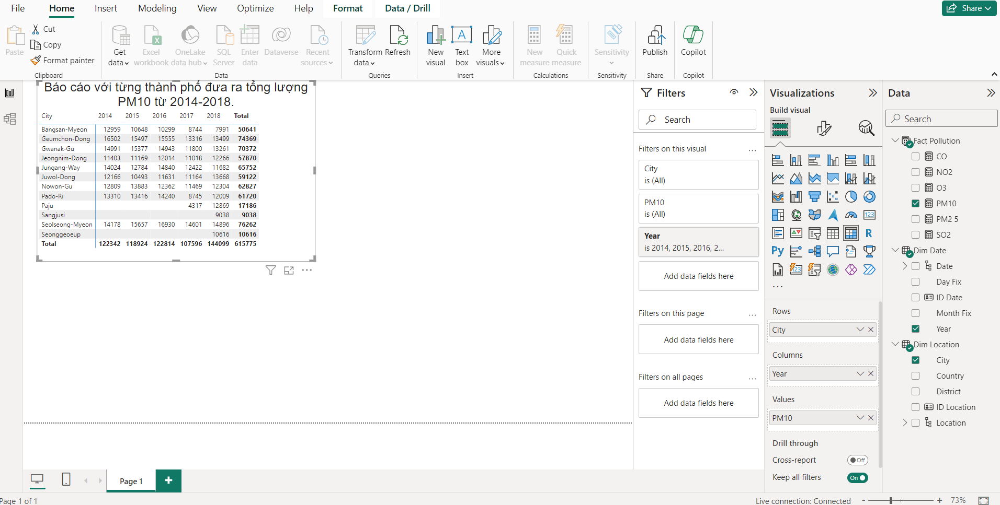 File Home Insert Modeling View Optimize Help Format Data / Drill Share
Paste
Cut
Copy
Format painter
Clipboard
Get data
Excel workbook
OneLake data hub
SQL Server
Enter data
Dataverse
Recent sources
Data
Transform data
Refresh
Queries
New visual
Text box
More visuals
Insert
New measure
Quick measure
Calculations
Sensitivity
Sensitivity
Publish
Share
Copilot
Copilot
Báo cáo với từng thành phố đưa ra tổng lượng
PM10 từ 2014-2018.
City 2014 2015 2016 2017 2018 Total
Bangsan-Myeon 12959 10648 10299 8744 7991 50641
Geumchon-Dong 16502 15497 15555 13316 13499 74369
Gwanak-Gu 14991 15377 14943 11800 13261 70372
Jeongnim-Dong 11403 11169 12014 11018 12266 57870
Jungang-Way 14024 12784 14840 12422 11682 65752
Juwol-Dong 12166 10493 11631 11164 13668 59122
Nowon-Gu 12809 13883 12362 11469 12304 62827
Pado-Ri 13310 13416 14240 8745 12009 61720
Paju 4317 12869 17186
Sangjusi 9038 9038
Seolseong-Myeon 14178 15657 16930 14601 14896 76262
Seonggeoeup 10616 10616
Total 122342 118924 122814 107596 144099 615775
Filters
Search
Filters on this visual ...
City
is (All)
PM10
is (All)
Year
is 2014, 2015, 2016, 2...
Add data fields here
Filters on this page ...
Add data fields here
Filters on all pages ...
Add data fields here
Visualizations
Build visual
123
R
Py
123
...
Rows
City
Columns
Year
Values
PM10
Drill through
Cross-report Off
Keep all filters On
Data
Search
Fact Pollution
CO
NO2
O3
PM10
PM2 5
SO2
Dim Date
Date
Day Fix
ID Date
Month Fix
Year
Dim Location
City
Country
District
ID Location
Location
Page 1 +
Page 1 of 1
Live connection: Connected - + 73%